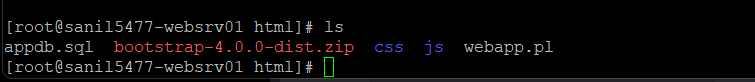 [root@sanil5477-websrv01 html]# ls
appdb.sql bootstrap-4.0.0-dist.zip css js webapp.pl
[root@sanil5477-websrv01 html]#